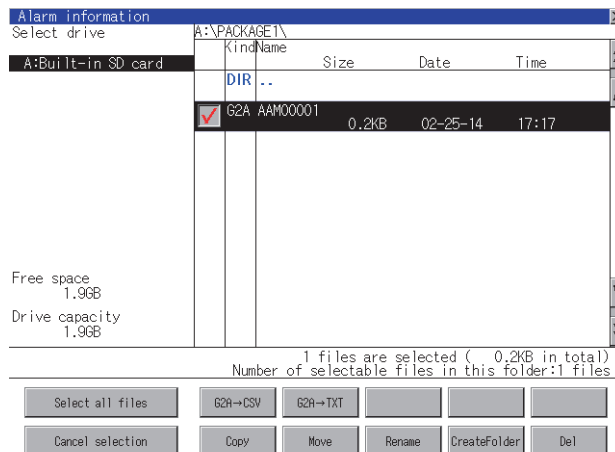 Alarm information
Select drive
A:\PACKAGE1\
Kind Name
Size Date Time
A:Built-in SD card
DIR ..
G2A AAM00001
0.2KB 02-25-14 17:17
Free space
1.9GB
Drive capacity
1.9GB
1 files are selected ( 0.2KB in total)
Number of selectable files in this folder:1 files
Select all files G2A→CSV G2A→TXT
Cancel selection Copy Move Rename CreateFolder Del